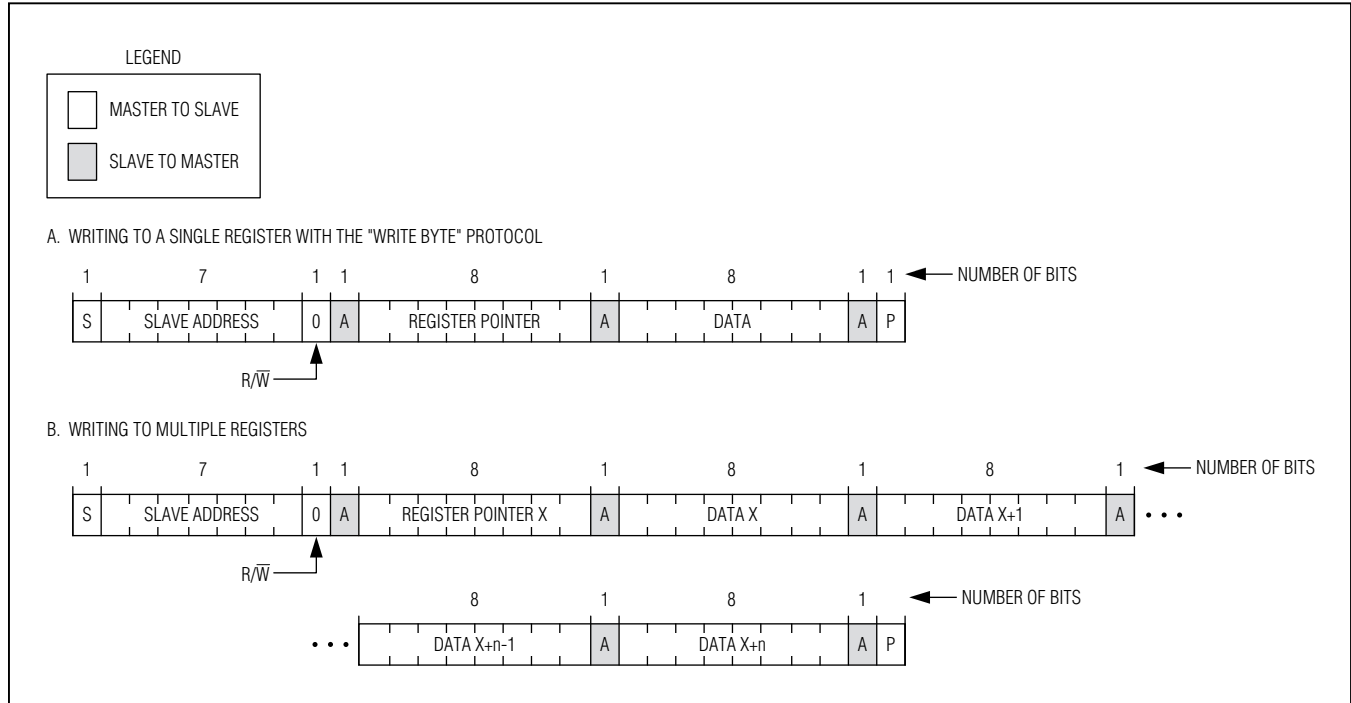 LEGEND
MASTER TO SLAVE
SLAVE TO MASTER
A. WRITING TO A SINGLE REGISTER WITH THE "WRITE BYTE" PROTOCOL
1 7 1 1 8 1 8 1 1 NUMBER OF BITS
S SLAVE ADDRESS 0 A REGISTER POINTER A DATA A P
R/W̅
B. WRITING TO MULTIPLE REGISTERS
1 7 1 1 8 1 8 1 8 1 NUMBER OF BITS
S SLAVE ADDRESS 0 A REGISTER POINTER X A DATA X A DATA X+1 A • • •
R/W̅
8 1 8 1 NUMBER OF BITS
• • • DATA X+n-1 A DATA X+n A P